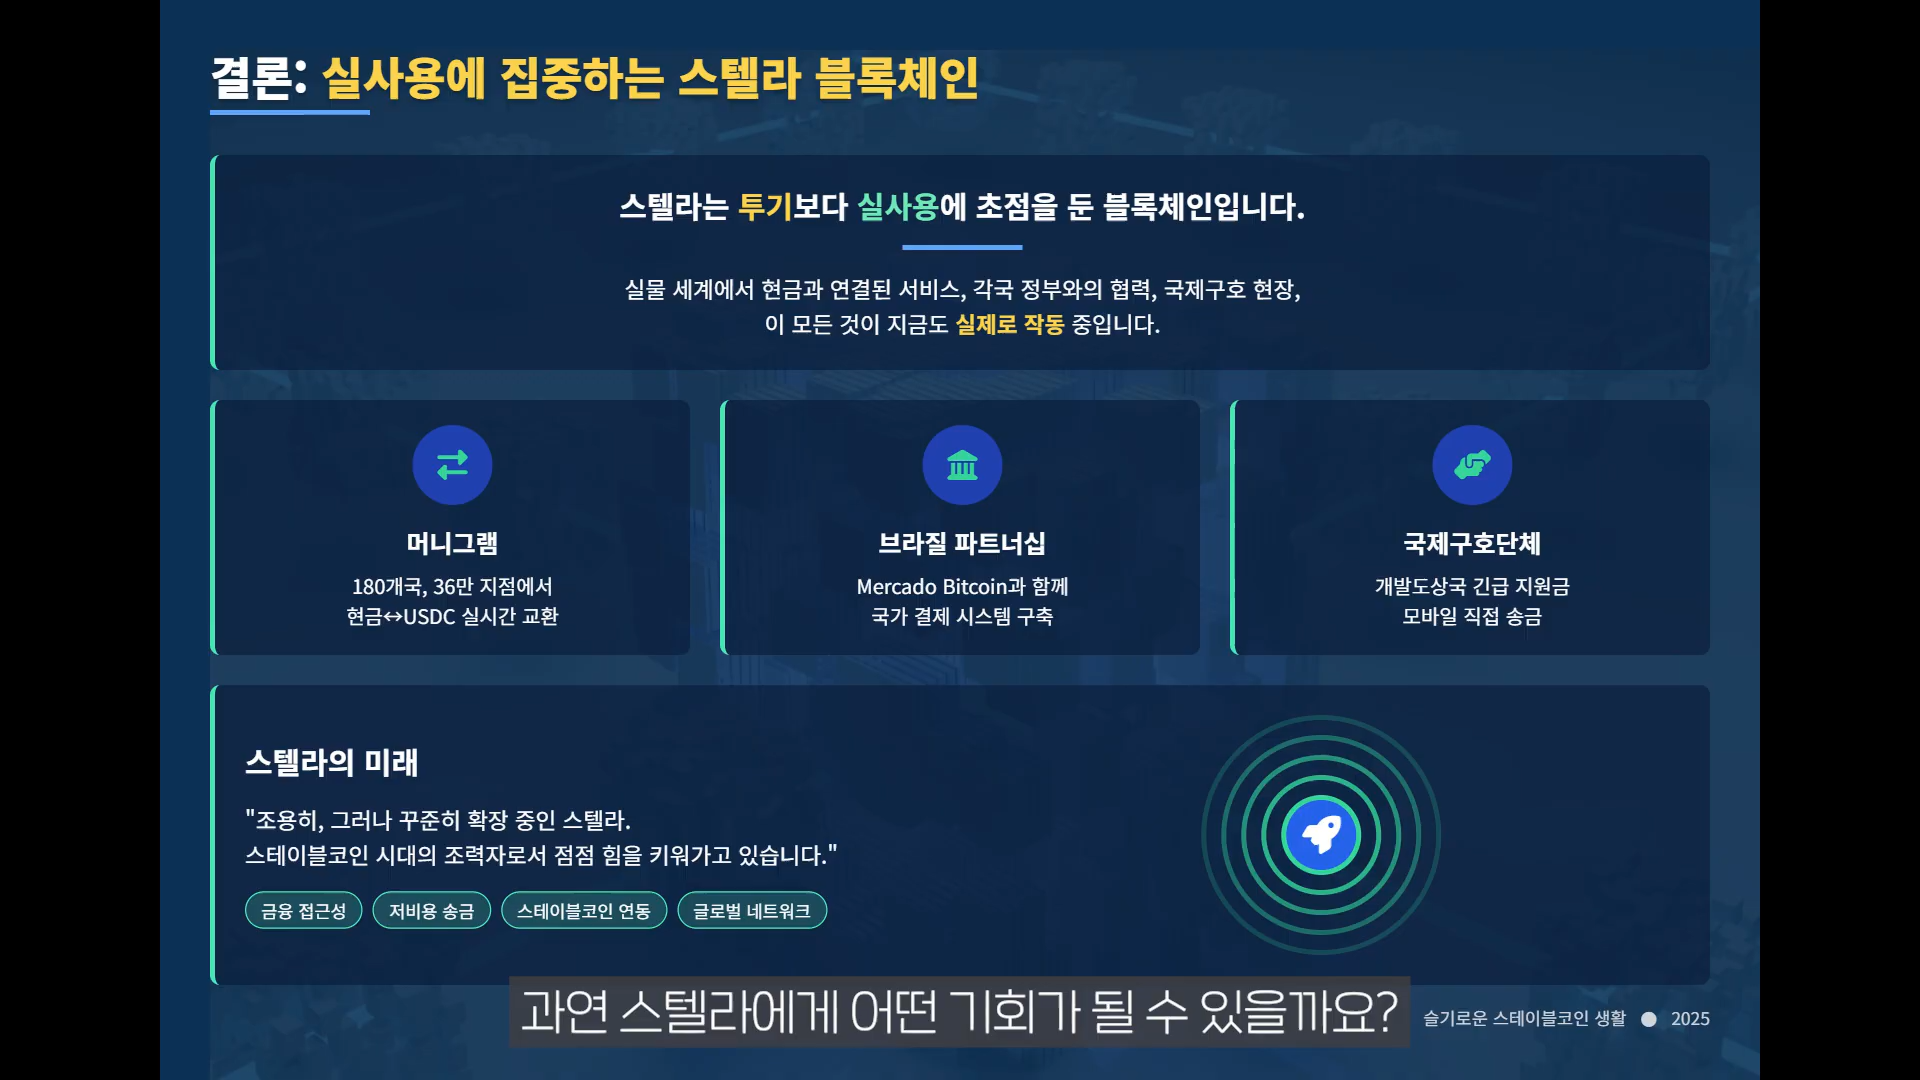 결론: 실사용에 집중하는 스텔라 블록체인
스텔라는 투기보다 실사용에 초점을 둔 블록체인입니다.
실물 세계에서 현금과 연결된 서비스, 각국 정부와의 협력, 국제구호 현장,
이 모든 것이 지금도 실제로 작동 중입니다.
머니그램
180개국, 36만 지점에서
현금↔USDC 실시간 교환
브라질 파트너십
Mercado Bitcoin과 함께
국가 결제 시스템 구축
국제구호단체
개발도상국 긴급 지원금
모바일 직접 송금
스텔라의 미래
"조용히, 그러나 꾸준히 확장 중인 스텔라.
스테이블코인 시대의 조력자로서 점점 힘을 키워가고 있습니다."
금융 접근성 저비용 송금 스테이블코인 연동 글로벌 네트워크
과연 스텔라에게 어떤 기회가 될 수 있을까요?
슬기로운 스테이블코인 생활 ● 2025